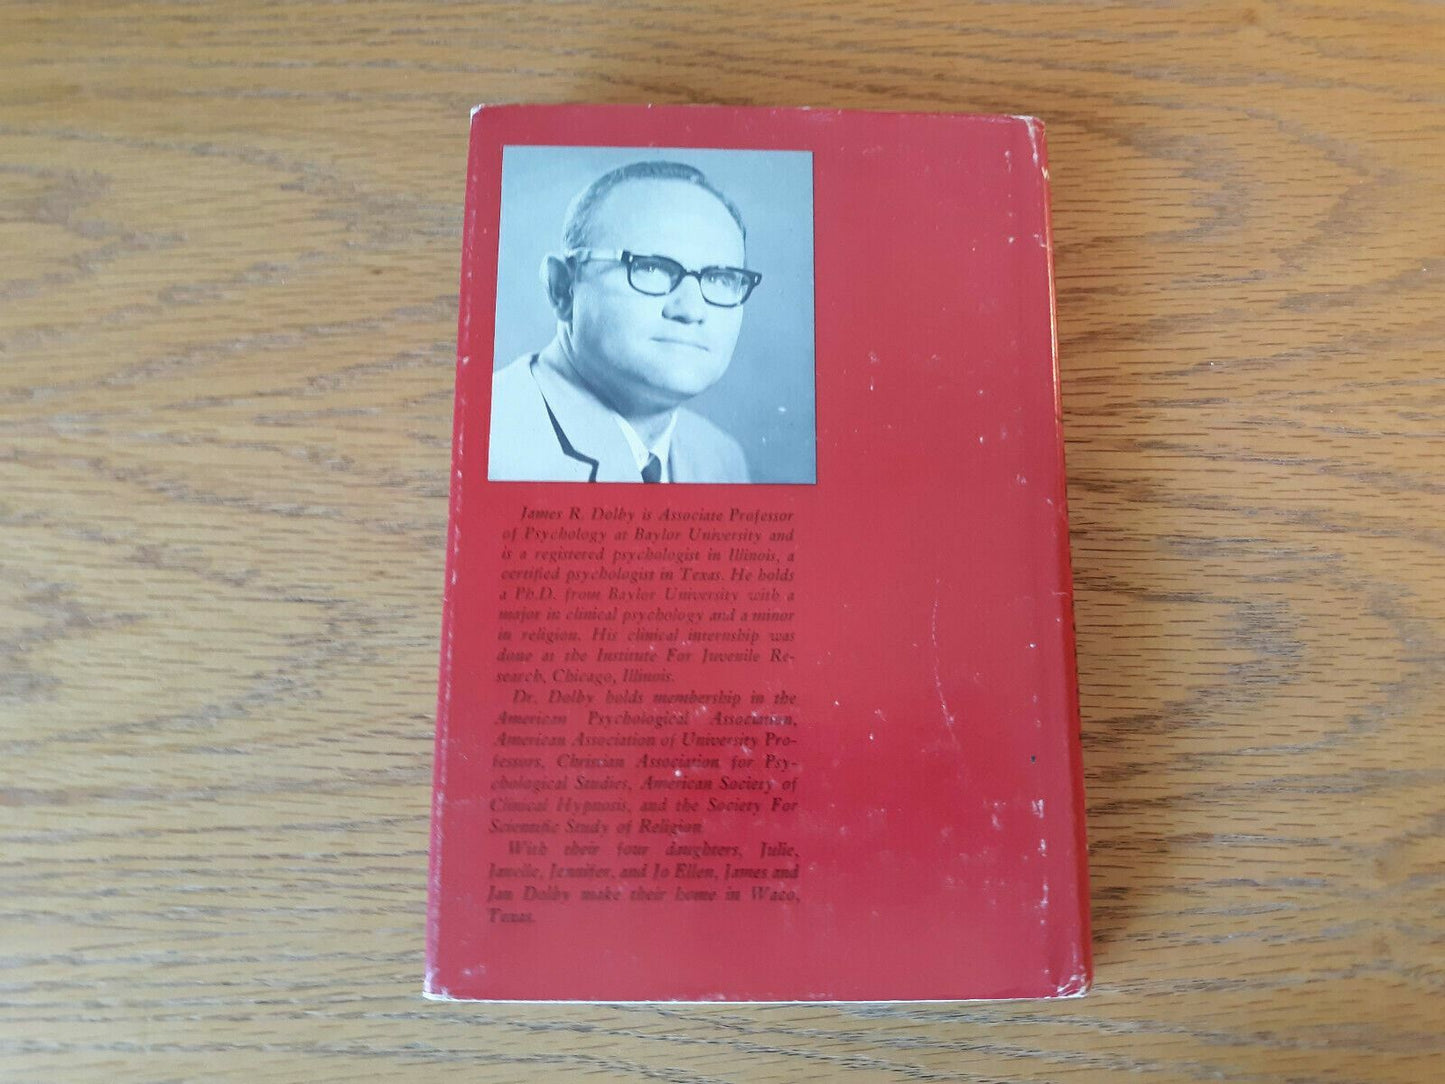 James R. Dolby is Associate Professor
of Psychology at Baylor University and
is a registered psychologist in Illinois, a
certified psychologist in Texas. He holds
a Ph.D. from Baylor University with a
major in clinical psychology and a minor
in religion. His clinical internship was
done at the Institute For Juvenile Re-
search, Chicago, Illinois.
Dr. Dolby holds membership in the
American Psychological Association,
American Association of University Pro-
fessors, Christian Association for Psy-
chological Studies, American Society of
Clinical Hypnosis, and the Society For
Scientific Study of Religion.
With their four daughters, Julie,
Janelle, Jennifer, and Jo Ellen, James and
Jan Dolby make their home in Waco,
Texas.